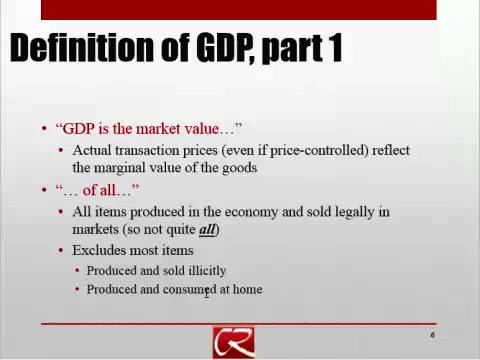 Definition of GDP, part 1
• “GDP is the market value…”
• Actual transaction prices (even if price-controlled) reflect
the marginal value of the goods
• “… of all…”
• All items produced in the economy and sold legally in
markets (so not quite all)
• Excludes most items
• Produced and sold illicitly
• Produced and consumed at home
6
CR